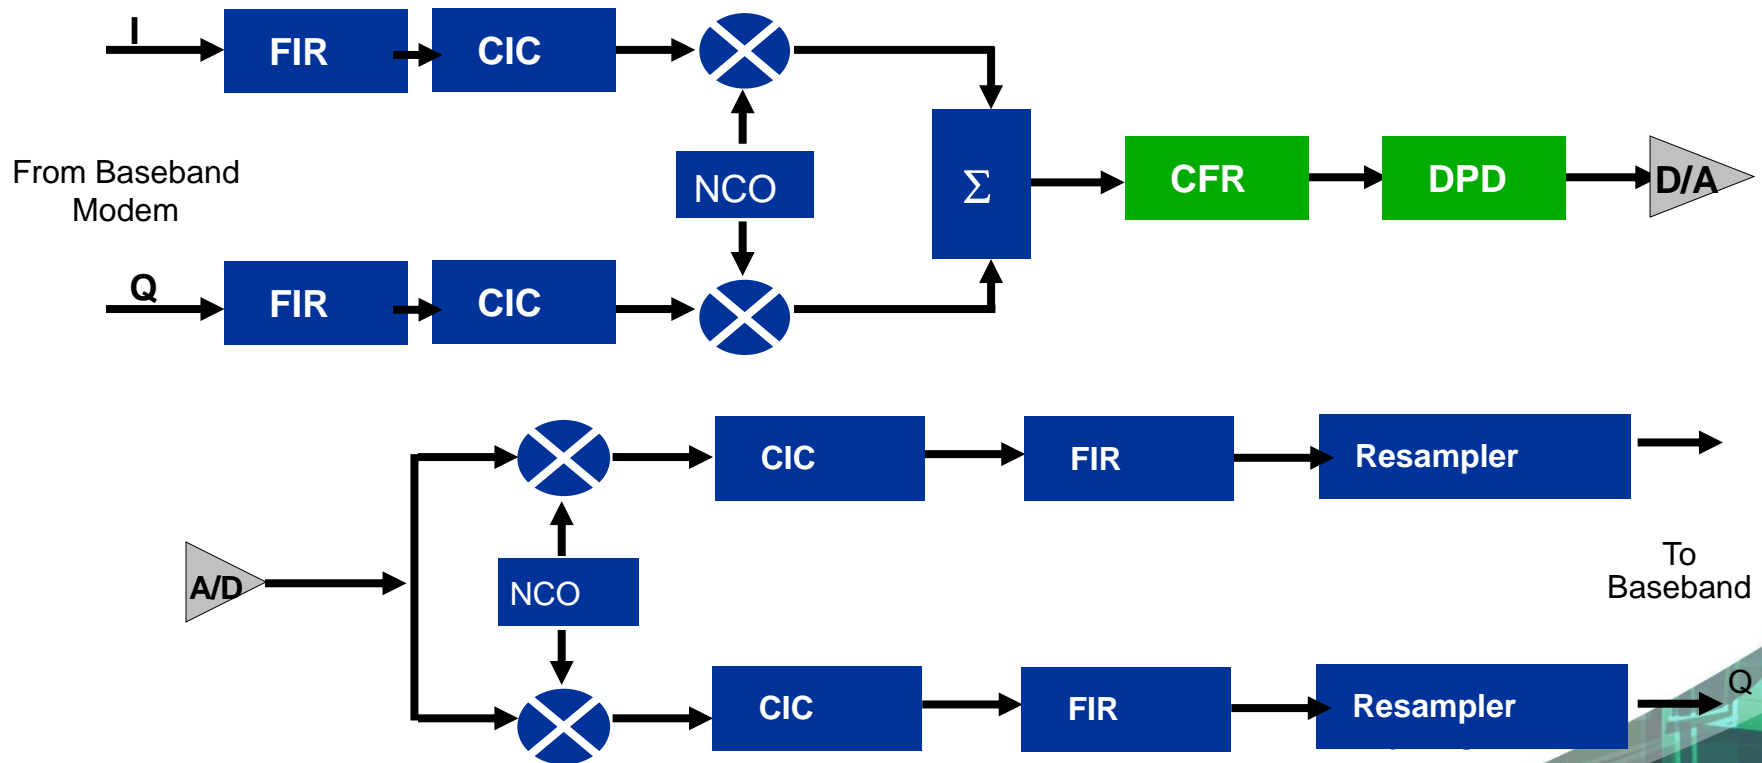 I
FIR
CIC
From Baseband
Modem
NCO
Σ
CFR
DPD
D/A
Q
FIR
CIC
CIC
FIR
Resampler
A/D
NCO
To
Baseband
CIC
FIR
Resampler
Q